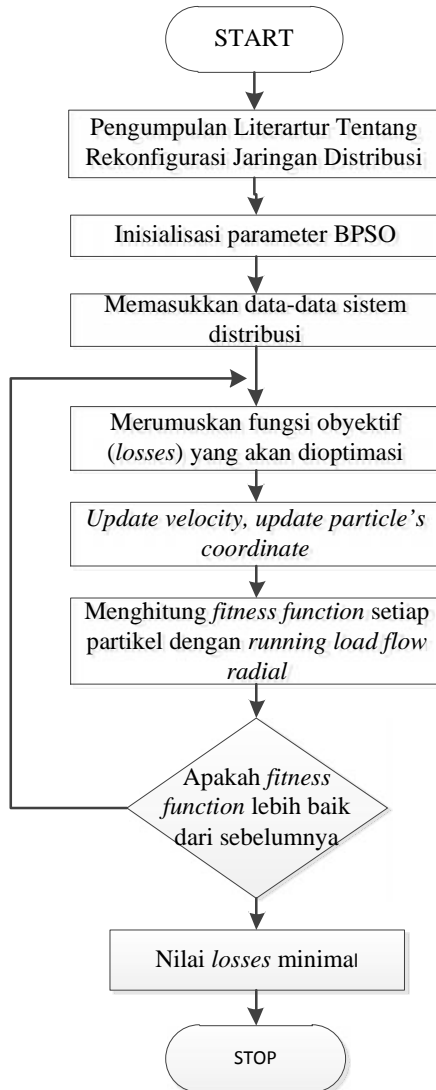 START
Pengumpulan Literartur Tentang
Rekonfigurasi Jaringan Distribusi
Inisialisasi parameter BPSO
Memasukkan data-data sistem
distribusi
Merumuskan fungsi obyektif
(losses) yang akan dioptimasi
Update velocity, update particle's
coordinate
Menghitung fitness function setiap
partikel dengan running load flow
radial
Apakah fitness
function lebih baik
dari sebelumnya
Nilai losses minimal
STOP